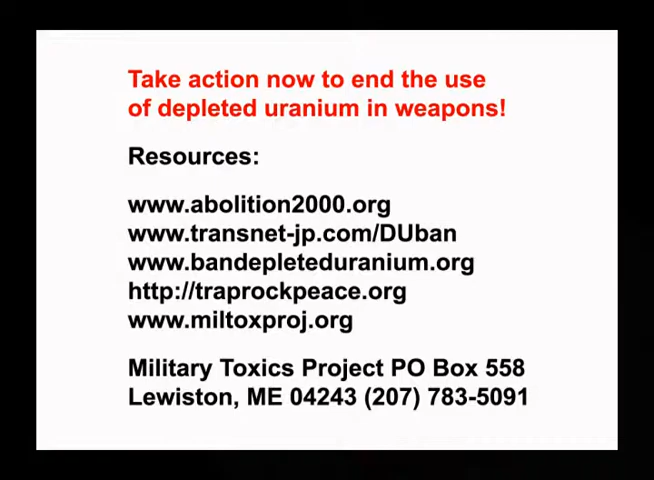 Take action now to end the use
of depleted uranium in weapons!
Resources:
www.abolition2000.org
www.transnet-jp.com/DUban
www.bandepleteduranium.org
http://traprockpeace.org
www.miltoxproj.org
Military Toxics Project PO Box 558
Lewiston, ME 04243 (207) 783-5091